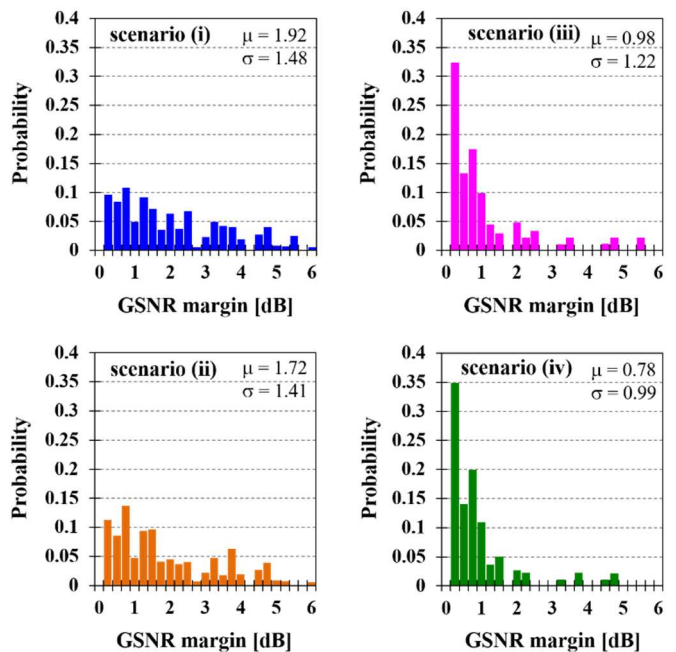 scenario (i)
μ = 1.92
σ = 1.48
0.4
0.35
0.3
0.25
0.2
0.15
0.1
0.05
0
Probability
0 1 2 3 4 5 6
GSNR margin [dB]
scenario (iii)
μ = 0.98
σ = 1.22
0.4
0.35
0.3
0.25
0.2
0.15
0.1
0.05
0
Probability
0 1 2 3 4 5 6
GSNR margin [dB]
scenario (ii)
μ = 1.72
σ = 1.41
0.4
0.35
0.3
0.25
0.2
0.15
0.1
0.05
0
Probability
0 1 2 3 4 5 6
GSNR margin [dB]
scenario (iv)
μ = 0.78
σ = 0.99
0.4
0.35
0.3
0.25
0.2
0.15
0.1
0.05
0
Probability
0 1 2 3 4 5 6
GSNR margin [dB]